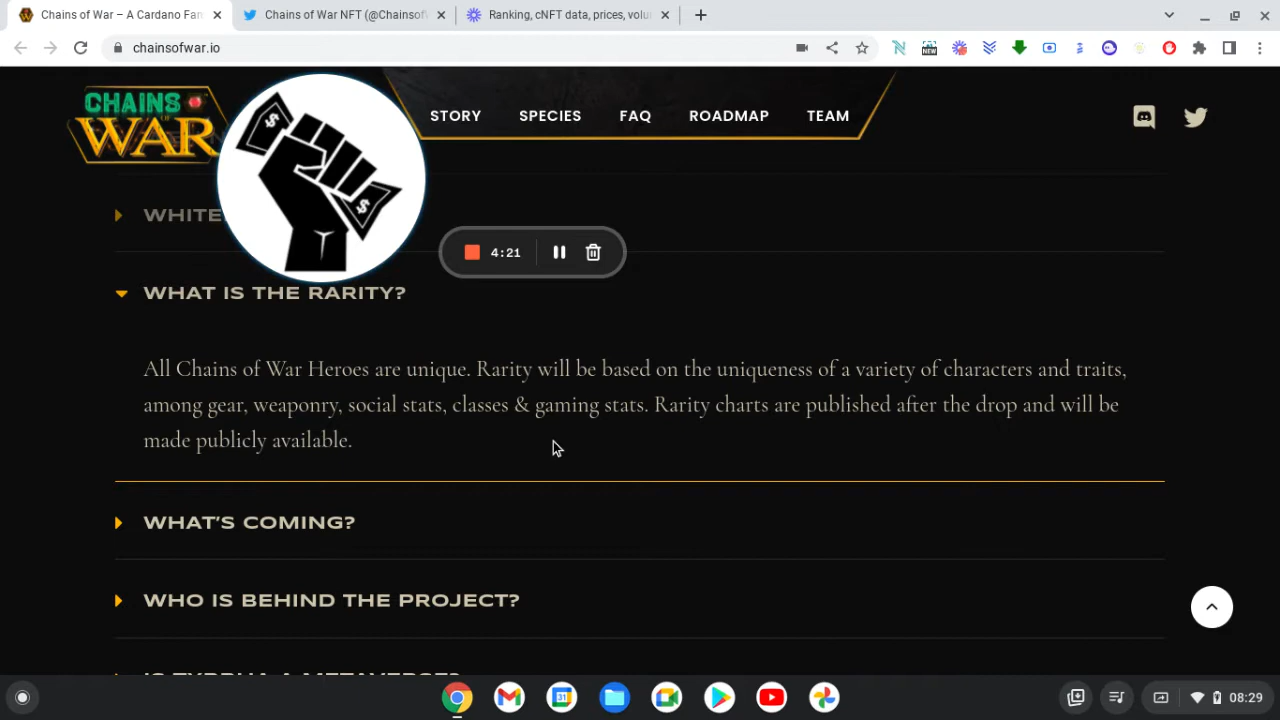 Chains of War – A Cardano Fan
Chains of War NFT (@Chainsof
Ranking, cNFT data, prices, volu
chainsofwar.io
NEW
CHAINS
OF
WAR
STORY
SPECIES
FAQ
ROADMAP
TEAM
WHITE
4:21
WHAT IS THE RARITY?
All Chains of War Heroes are unique. Rarity will be based on the uniqueness of a variety of characters and traits,
among gear, weaponry, social stats, classes & gaming stats. Rarity charts are published after the drop and will be
made publicly available.
WHAT'S COMING?
WHO IS BEHIND THE PROJECT?
31
08:29